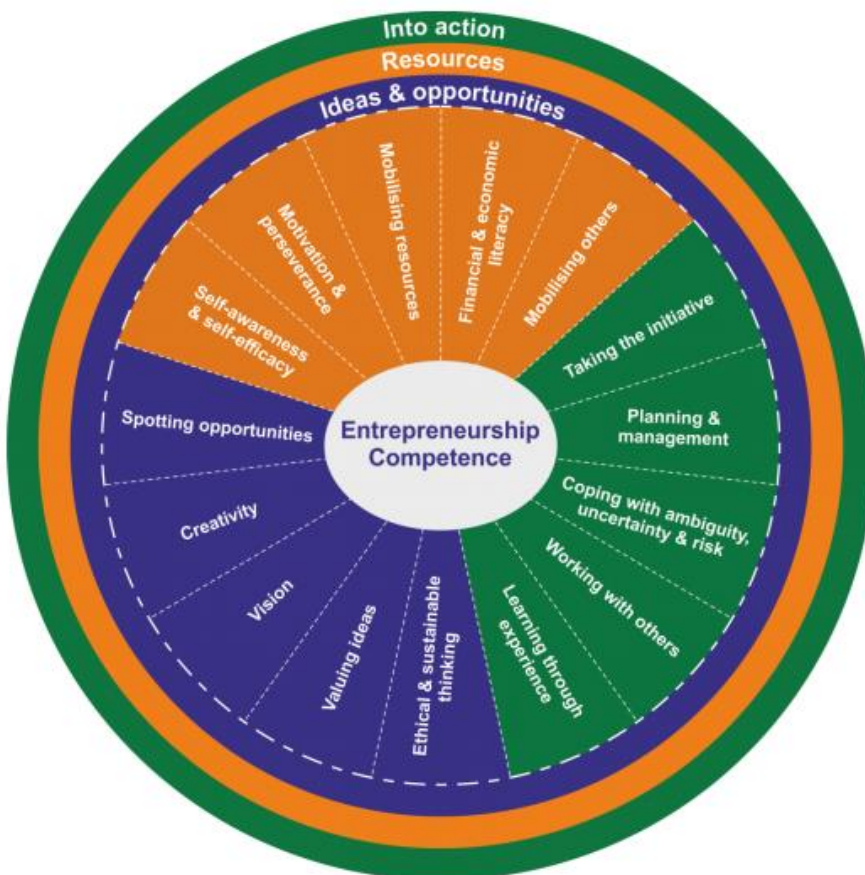 Into action
Resources
Ideas & opportunities
Self-awareness
& self-efficacy
Motivation &
perseverance
Mobilising resources
Financial & economic
literacy
Mobilising others
Taking the initiative
Planning &
management
Coping with ambiguity,
uncertainty & risk
Working with others
Learning through
experience
Ethical & sustainable
thinking
Valuing ideas
Vision
Creativity
Spotting opportunities
Entrepreneurship
Competence